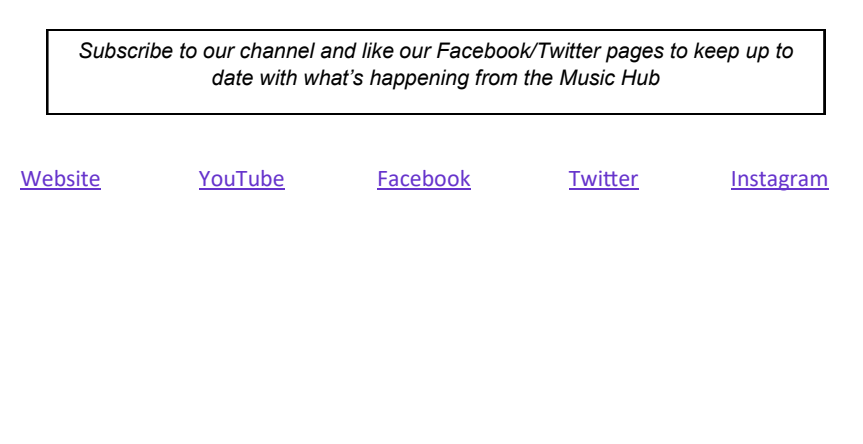 Subscribe to our channel and like our Facebook/Twitter pages to keep up to
date with what’s happening from the Music Hub
Website YouTube Facebook Twitter Instagram